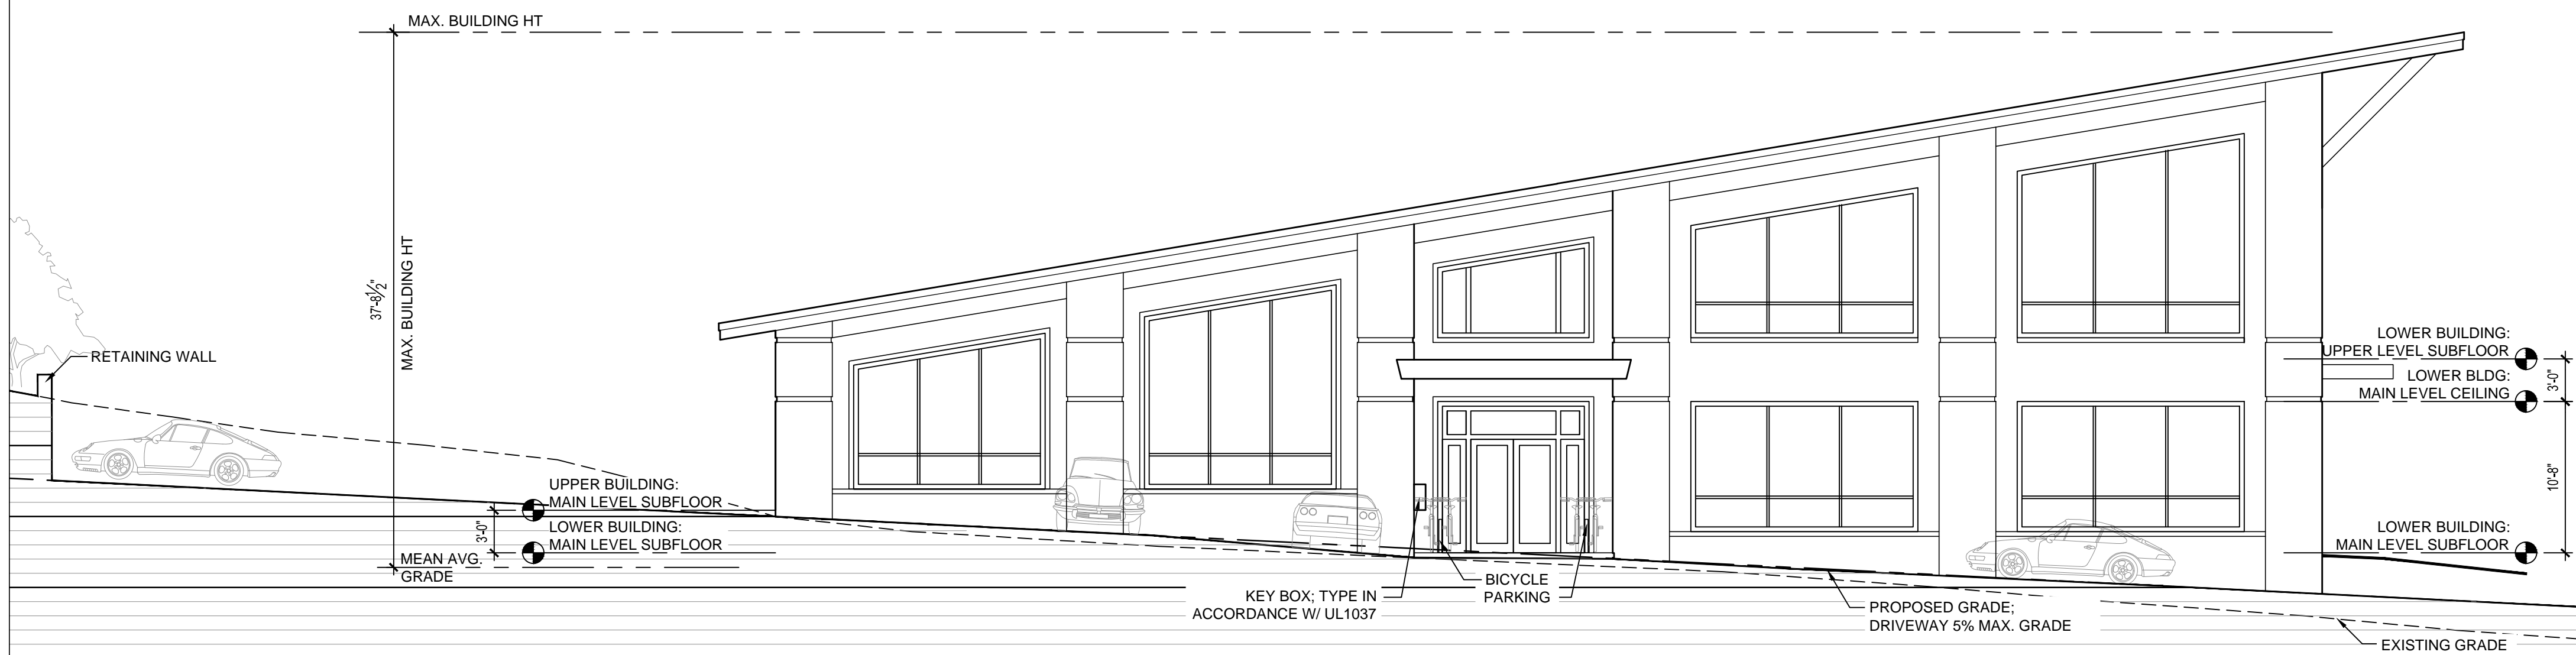 MAX. BUILDING HT
37'-8½"
MAX. BUILDING HT
RETAINING WALL
UPPER BUILDING:
MAIN LEVEL SUBFLOOR
3'-0"
LOWER BUILDING:
MAIN LEVEL SUBFLOOR
MEAN AVG.
GRADE
KEY BOX; TYPE IN
ACCORDANCE W/ UL1037
BICYCLE
PARKING
PROPOSED GRADE;
DRIVEWAY 5% MAX. GRADE
EXISTING GRADE
LOWER BUILDING:
UPPER LEVEL SUBFLOOR
3'-0"
LOWER BLDG:
MAIN LEVEL CEILING
10'-8"
LOWER BUILDING:
MAIN LEVEL SUBFLOOR